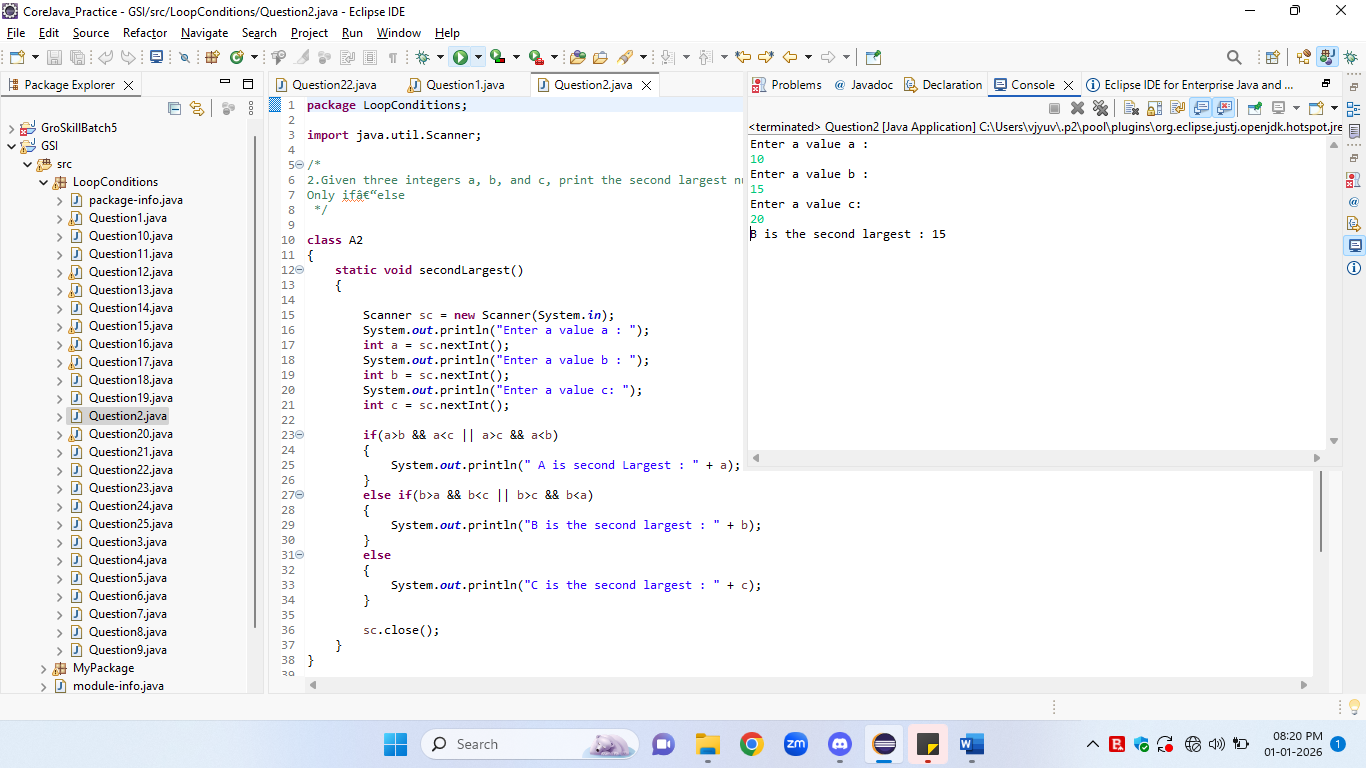 CoreJava_Practice - GSI/src/LoopConditions/Question2.java - Eclipse IDE
File Edit Source Refactor Navigate Search Project Run Window Help
Package Explorer
GroSkillBatch5
GSI
src
LoopConditions
package-info.java
Question1.java
Question10.java
Question11.java
Question12.java
Question13.java
Question14.java
Question15.java
Question16.java
Question17.java
Question18.java
Question19.java
Question2.java
Question20.java
Question21.java
Question22.java
Question23.java
Question24.java
Question25.java
Question3.java
Question4.java
Question5.java
Question6.java
Question7.java
Question8.java
Question9.java
MyPackage
module-info.java
Question22.java Question1.java Question2.java
1 package LoopConditions;
2
3 import java.util.Scanner;
4
5 /*
6 2.Given three integers a, b, and c, print the second largest
7 Only ifâ€“else
8 */
9
10 class A2
11 {
12 static void secondLargest()
13 {
14
15 Scanner sc = new Scanner(System.in);
16 System.out.println("Enter a value a : ");
17 int a = sc.nextInt();
18 System.out.println("Enter a value b : ");
19 int b = sc.nextInt();
20 System.out.println("Enter a value c: ");
21 int c = sc.nextInt();
22
23 if(a>b && a<c || a>c && a<b)
24 {
25 System.out.println(" A is second Largest : " + a);
26 }
27 else if(b>a && b<c || b>c && b<a)
28 {
29 System.out.println("B is the second largest : " + b);
30 }
31 else
32 {
33 System.out.println("C is the second largest : " + c);
34 }
35
36 sc.close();
37 }
38 }
39
Problems Javadoc Declaration Console Eclipse IDE for Enterprise Java and ...
<terminated> Question2 [Java Application] C:\Users\vjyuv\.p2\pool\plugins\org.eclipse.justj.openjdk.hotspot.jre
Enter a value a :
10
Enter a value b :
15
Enter a value c:
20
B is the second largest : 15
Search
zm
08:20 PM
01-01-2026
1